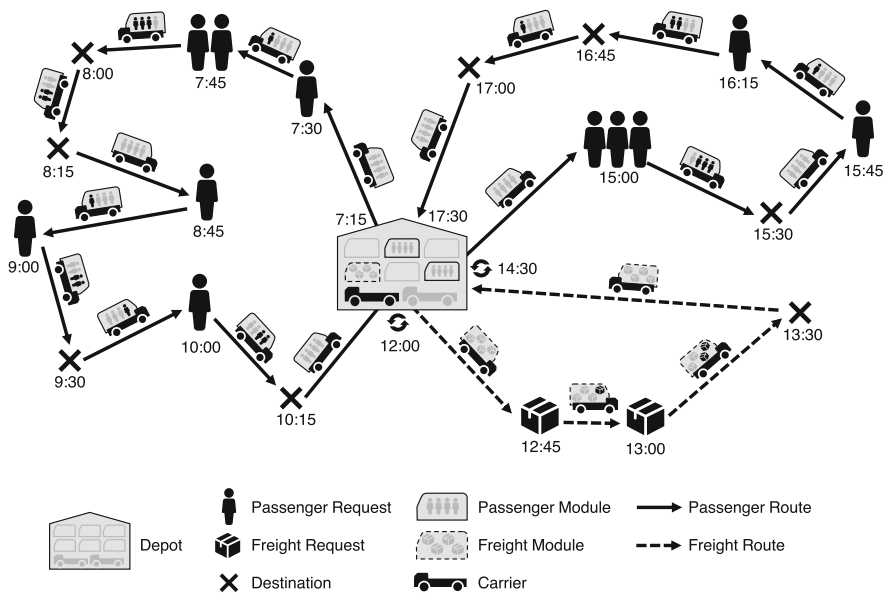 8:00
7:45
7:30
16:45
17:00
16:15
15:45
15:00
15:30
8:15
8:45
9:00
7:15
17:30
14:30
12:00
10:00
9:30
10:15
13:30
12:45
13:00
Depot
Passenger Request
Freight Request
Destination
Passenger Module
Freight Module
Carrier
Passenger Route
Freight Route